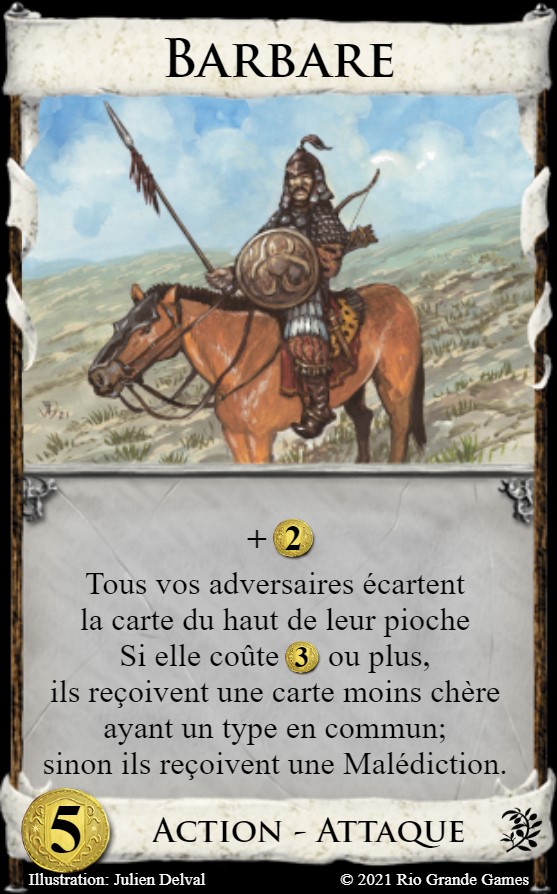 BARBARE
+ 2
Tous vos adversaires écartent
la carte du haut de leur pioche
Si elle coûte 3 ou plus,
ils reçoivent une carte moins chère
ayant un type en commun;
sinon ils reçoivent une Malédiction.
5 ACTION - ATTAQUE
Illustration: Julien Delval © 2021 Rio Grande Games